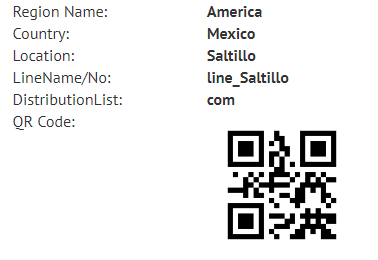 Region Name: America
Country: Mexico
Location: Saltillo
LineName/No: line_Saltillo
DistributionList: com
QR Code: